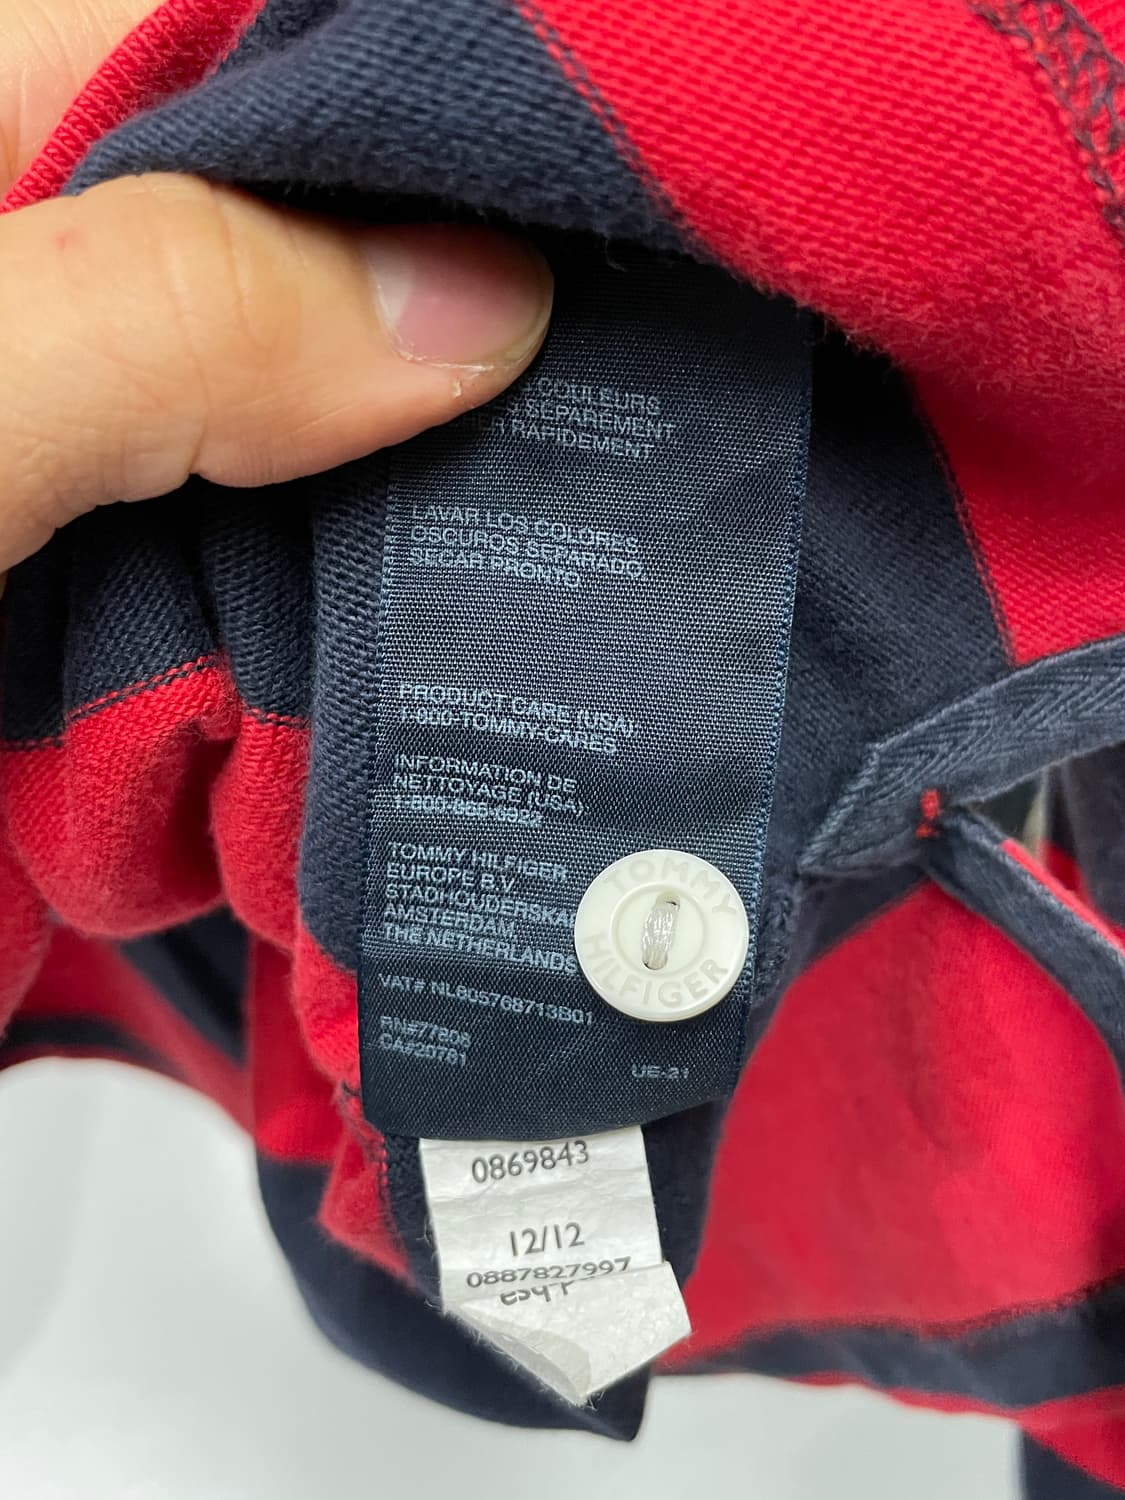 COULEURS
SEPAREMENT
RAPIDEMENT
LAVAR LOS COLORES
OSCUROS SEPARADO.
SECAR PRONTO
PRODUCT CARE (USA)
1-800-TOMMY-CARES
INFORMATION DE
NETTOYAGE (USA)
TOMMY HILFIGER
EUROPE B.V.
STADHOUDERSKA
AMSTERDAM
THE NETHERLANDS
TOMMY
HILFIGER
VAT# NL805768713B01
RN#77806
CA#20781
UE-21
0869843
12/12
0887827997